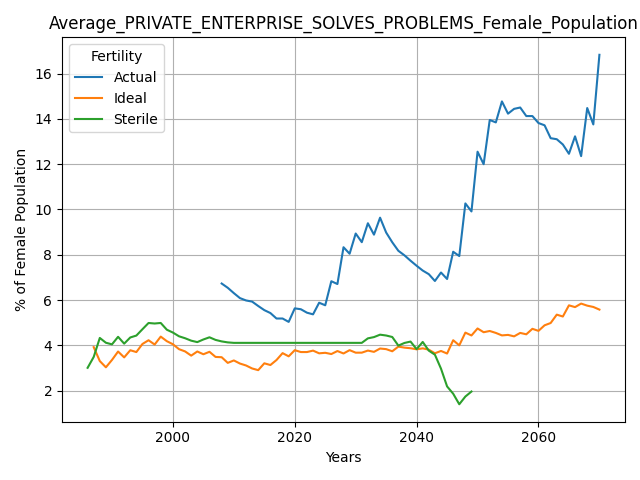 Average_PRIVATE_ENTERPRISE_SOLVES_PROBLEMS_Female_Population
Fertility
Actual
Ideal
Sterile
% of Female Population
16
14
12
10
8
6
4
2
2000
2020
2040
2060
Years